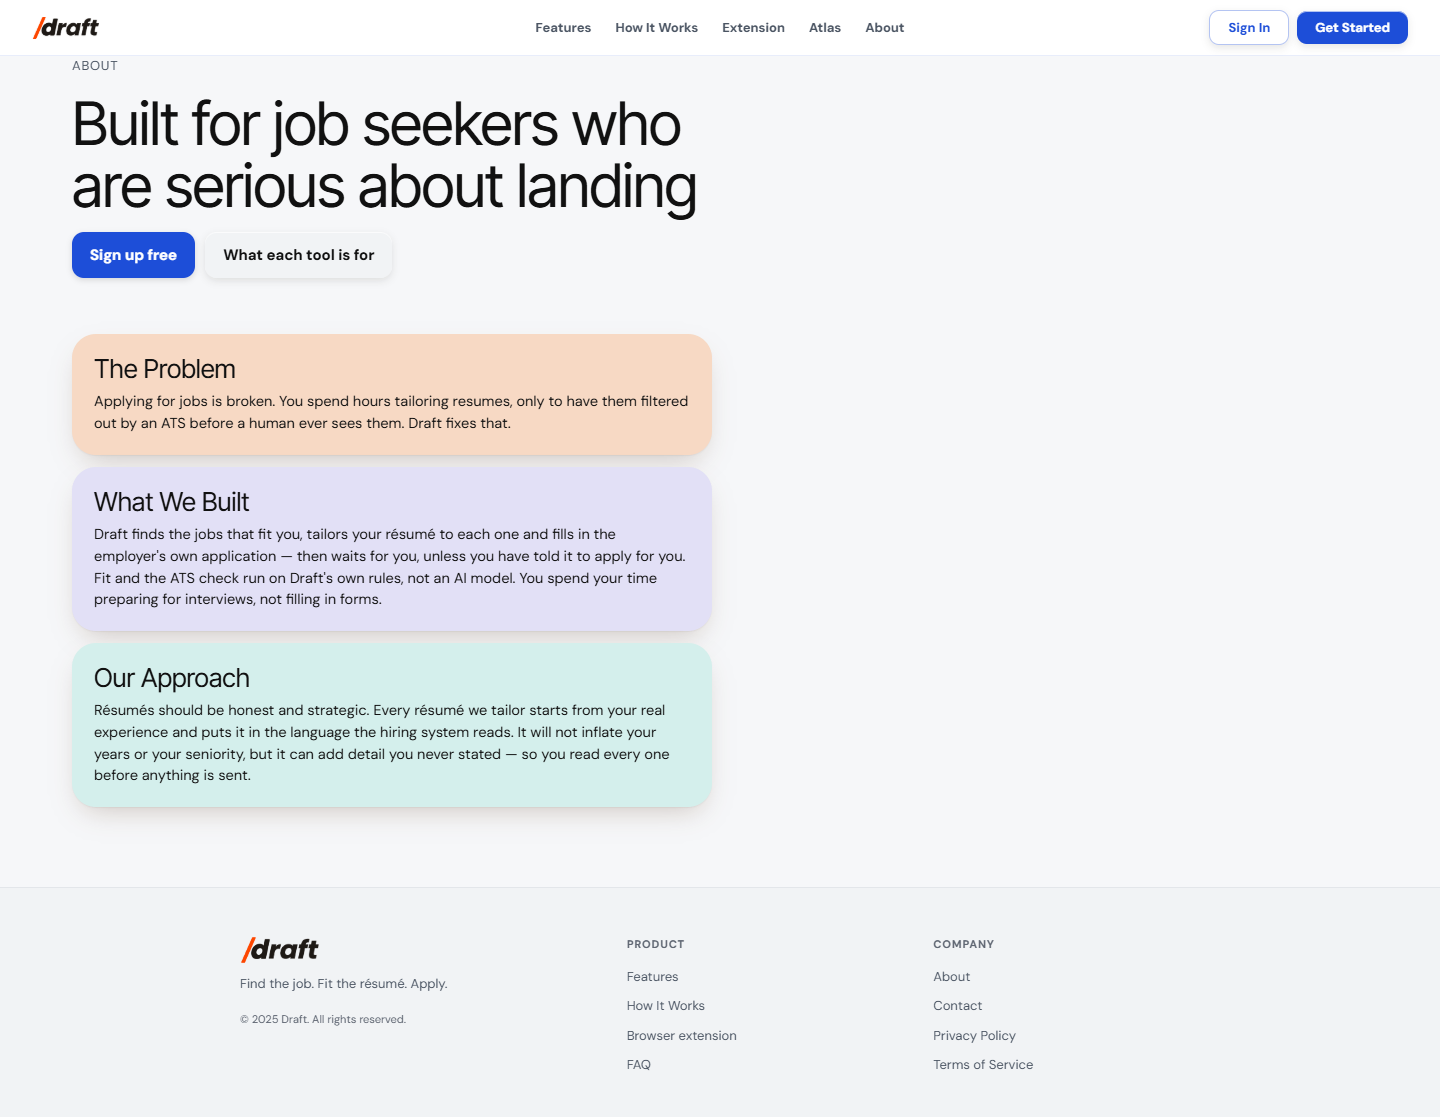 /draft
Features
How It Works
Extension
Atlas
About
Sign In
Get Started
ABOUT
Built for job seekers who
are serious about landing
Sign up free
What each tool is for
The Problem
Applying for jobs is broken. You spend hours tailoring resumes, only to have them filtered
out by an ATS before a human ever sees them. Draft fixes that.
What We Built
Draft finds the jobs that fit you, tailors your résumé to each one and fills in the
employer's own application — then waits for you, unless you have told it to apply for you.
Fit and the ATS check run on Draft's own rules, not an AI model. You spend your time
preparing for interviews, not filling in forms.
Our Approach
Résumés should be honest and strategic. Every résumé we tailor starts from your real
experience and puts it in the language the hiring system reads. It will not inflate your
years or your seniority, but it can add detail you never stated — so you read every one
before anything is sent.
/draft
Find the job. Fit the résumé. Apply.
© 2025 Draft. All rights reserved.
PRODUCT
Features
How It Works
Browser extension
FAQ
COMPANY
About
Contact
Privacy Policy
Terms of Service